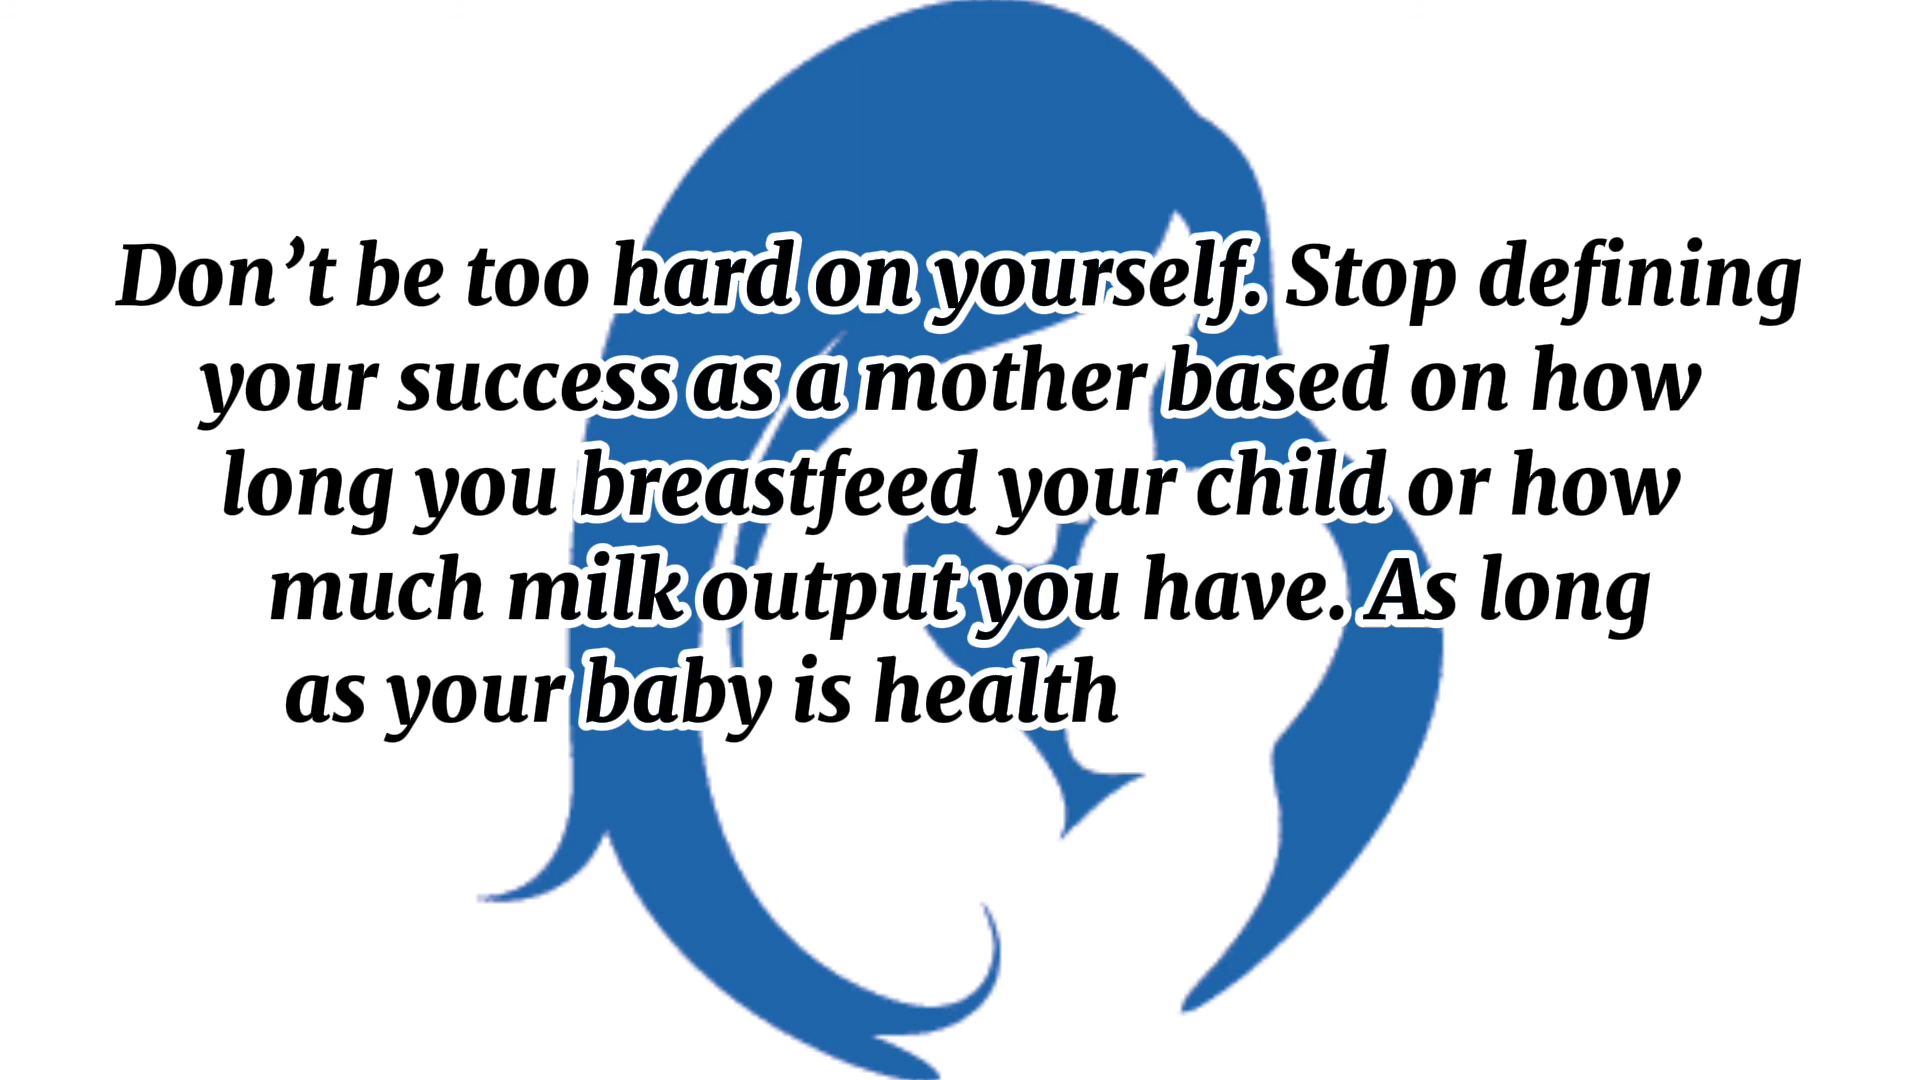 Don’t be too hard on yourself. Stop defining
your success as a mother based on how
long you breastfeed your child or how
much milk output you have. As long
as your baby is health